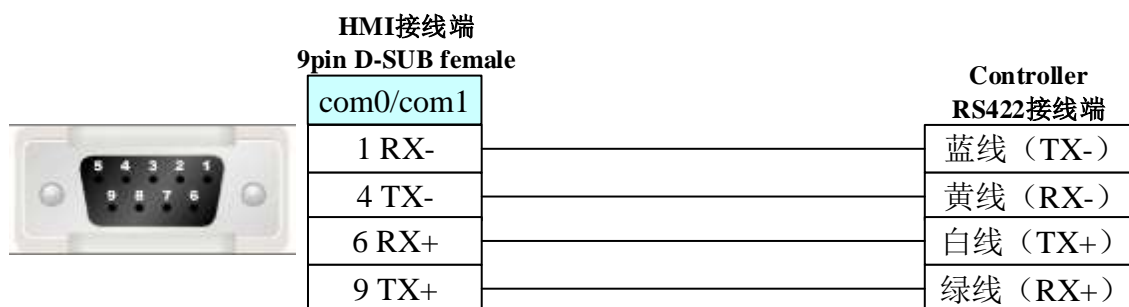 HMI接线端
9pin D-SUB female
com0/com1
1 RX-
4 TX-
6 RX+
9 TX+
5 4 3 2 1
9 8 7 6
Controller
RS422接线端
蓝线（TX-）
黄线（RX-）
白线（TX+）
绿线（RX+）